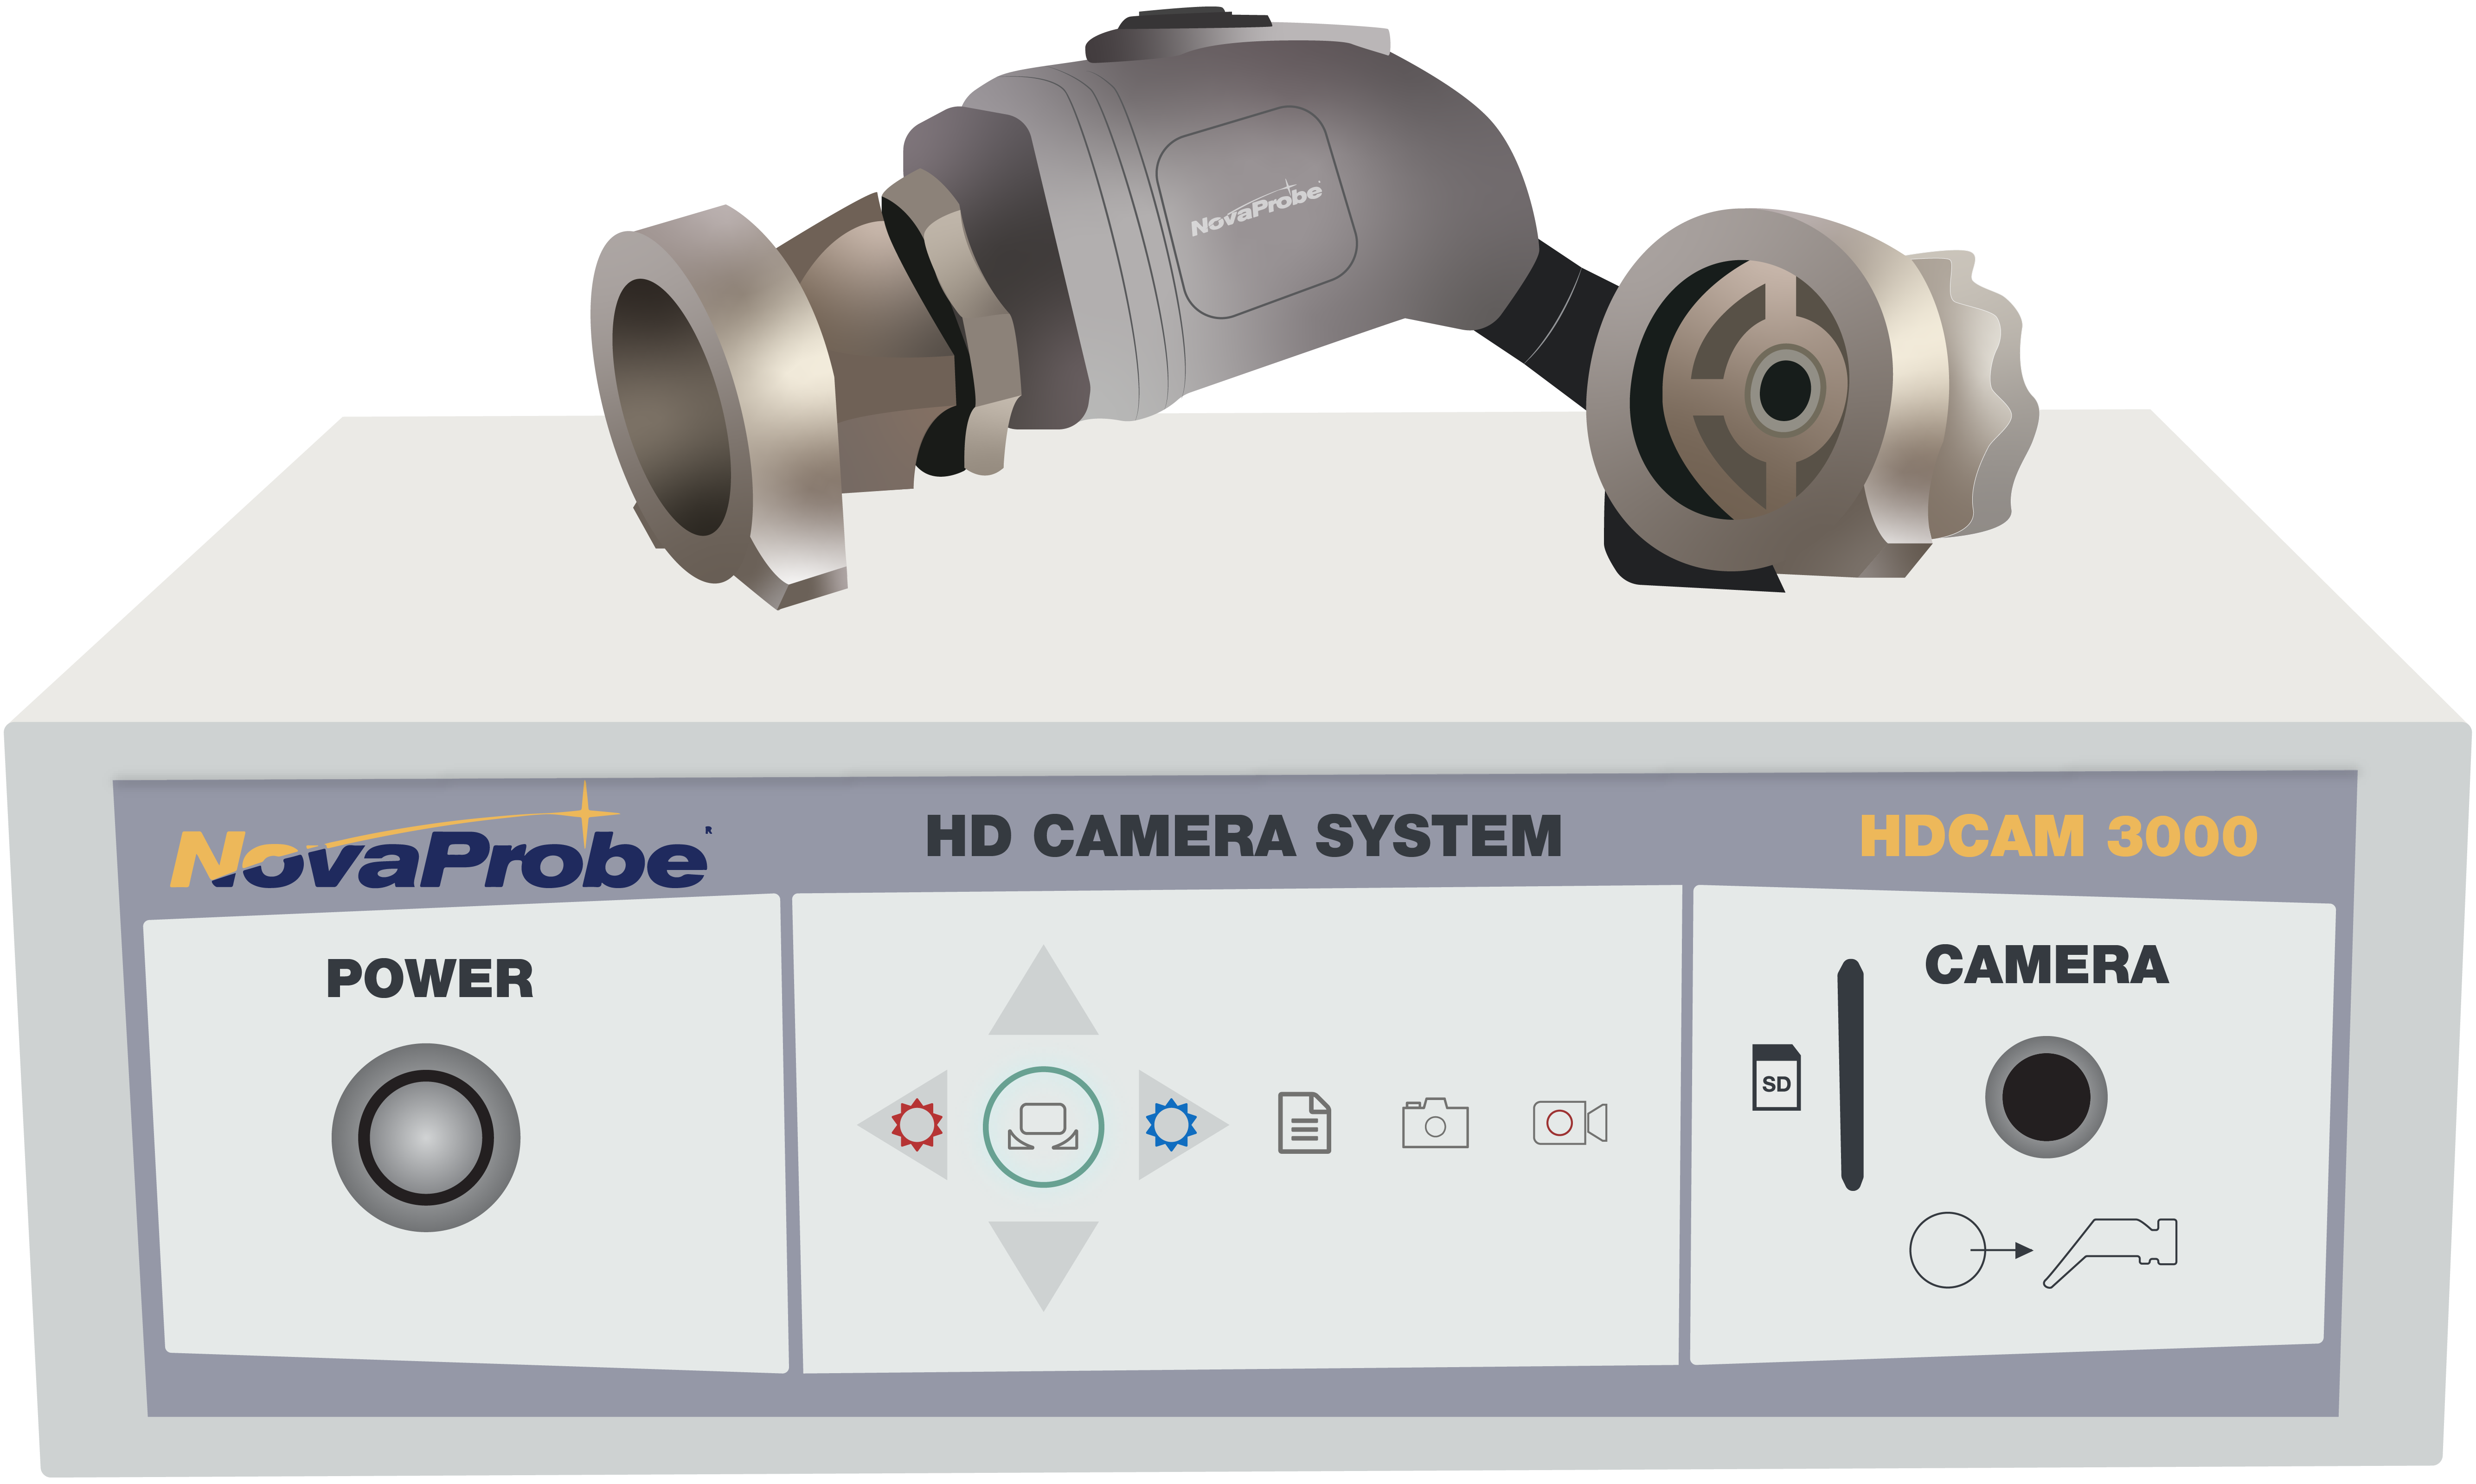 NovaProbe
NovaProbe®
HD CAMERA SYSTEM
HDCAM 3000
POWER
CAMERA
SD